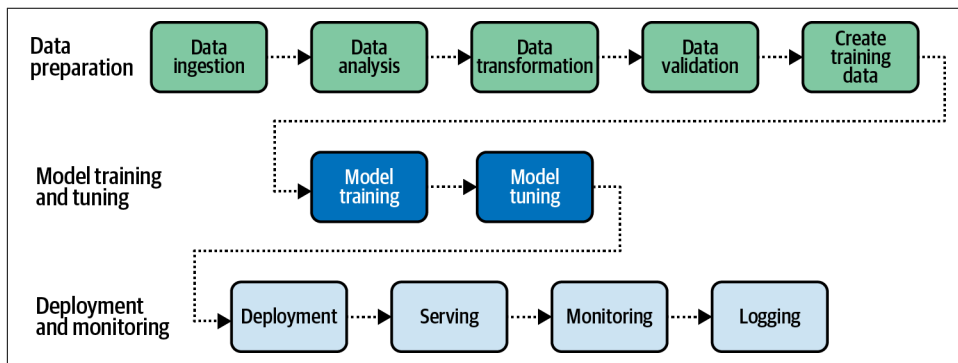 Data
preparation
Data
ingestion
Data
analysis
Data
transformation
Data
validation
Create
training
data
Model training
and tuning
Model
training
Model
tuning
Deployment
and monitoring
Deployment
Serving
Monitoring
Logging